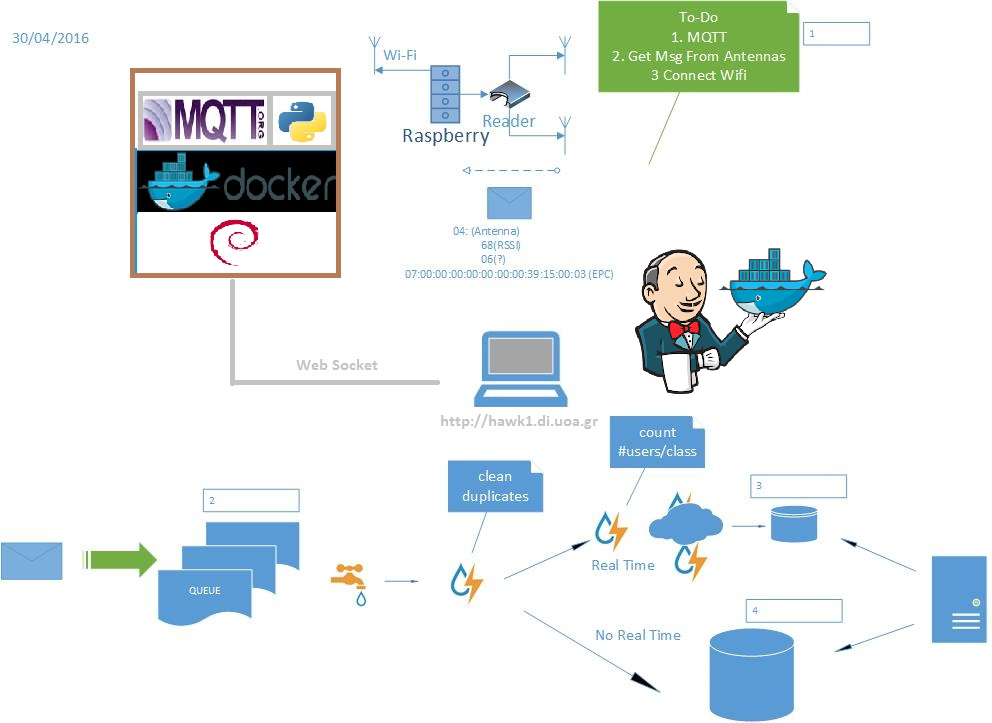 30/04/2016
Wi-Fi
Raspberry
Reader
To-Do
1. MQTT
2. Get Msg From Antennas
3 Connect Wifi
1
MQTT
.ORG
docker
04: (Antenna)
68(RSSI)
06(?)
07:00:00:00:00:00:00:00:39:15:00:03 (EPC)
Web Socket
http://hawk1.di.uoa.gr
count
#users/class
clean
duplicates
2
3
QUEUE
Real Time
4
No Real Time